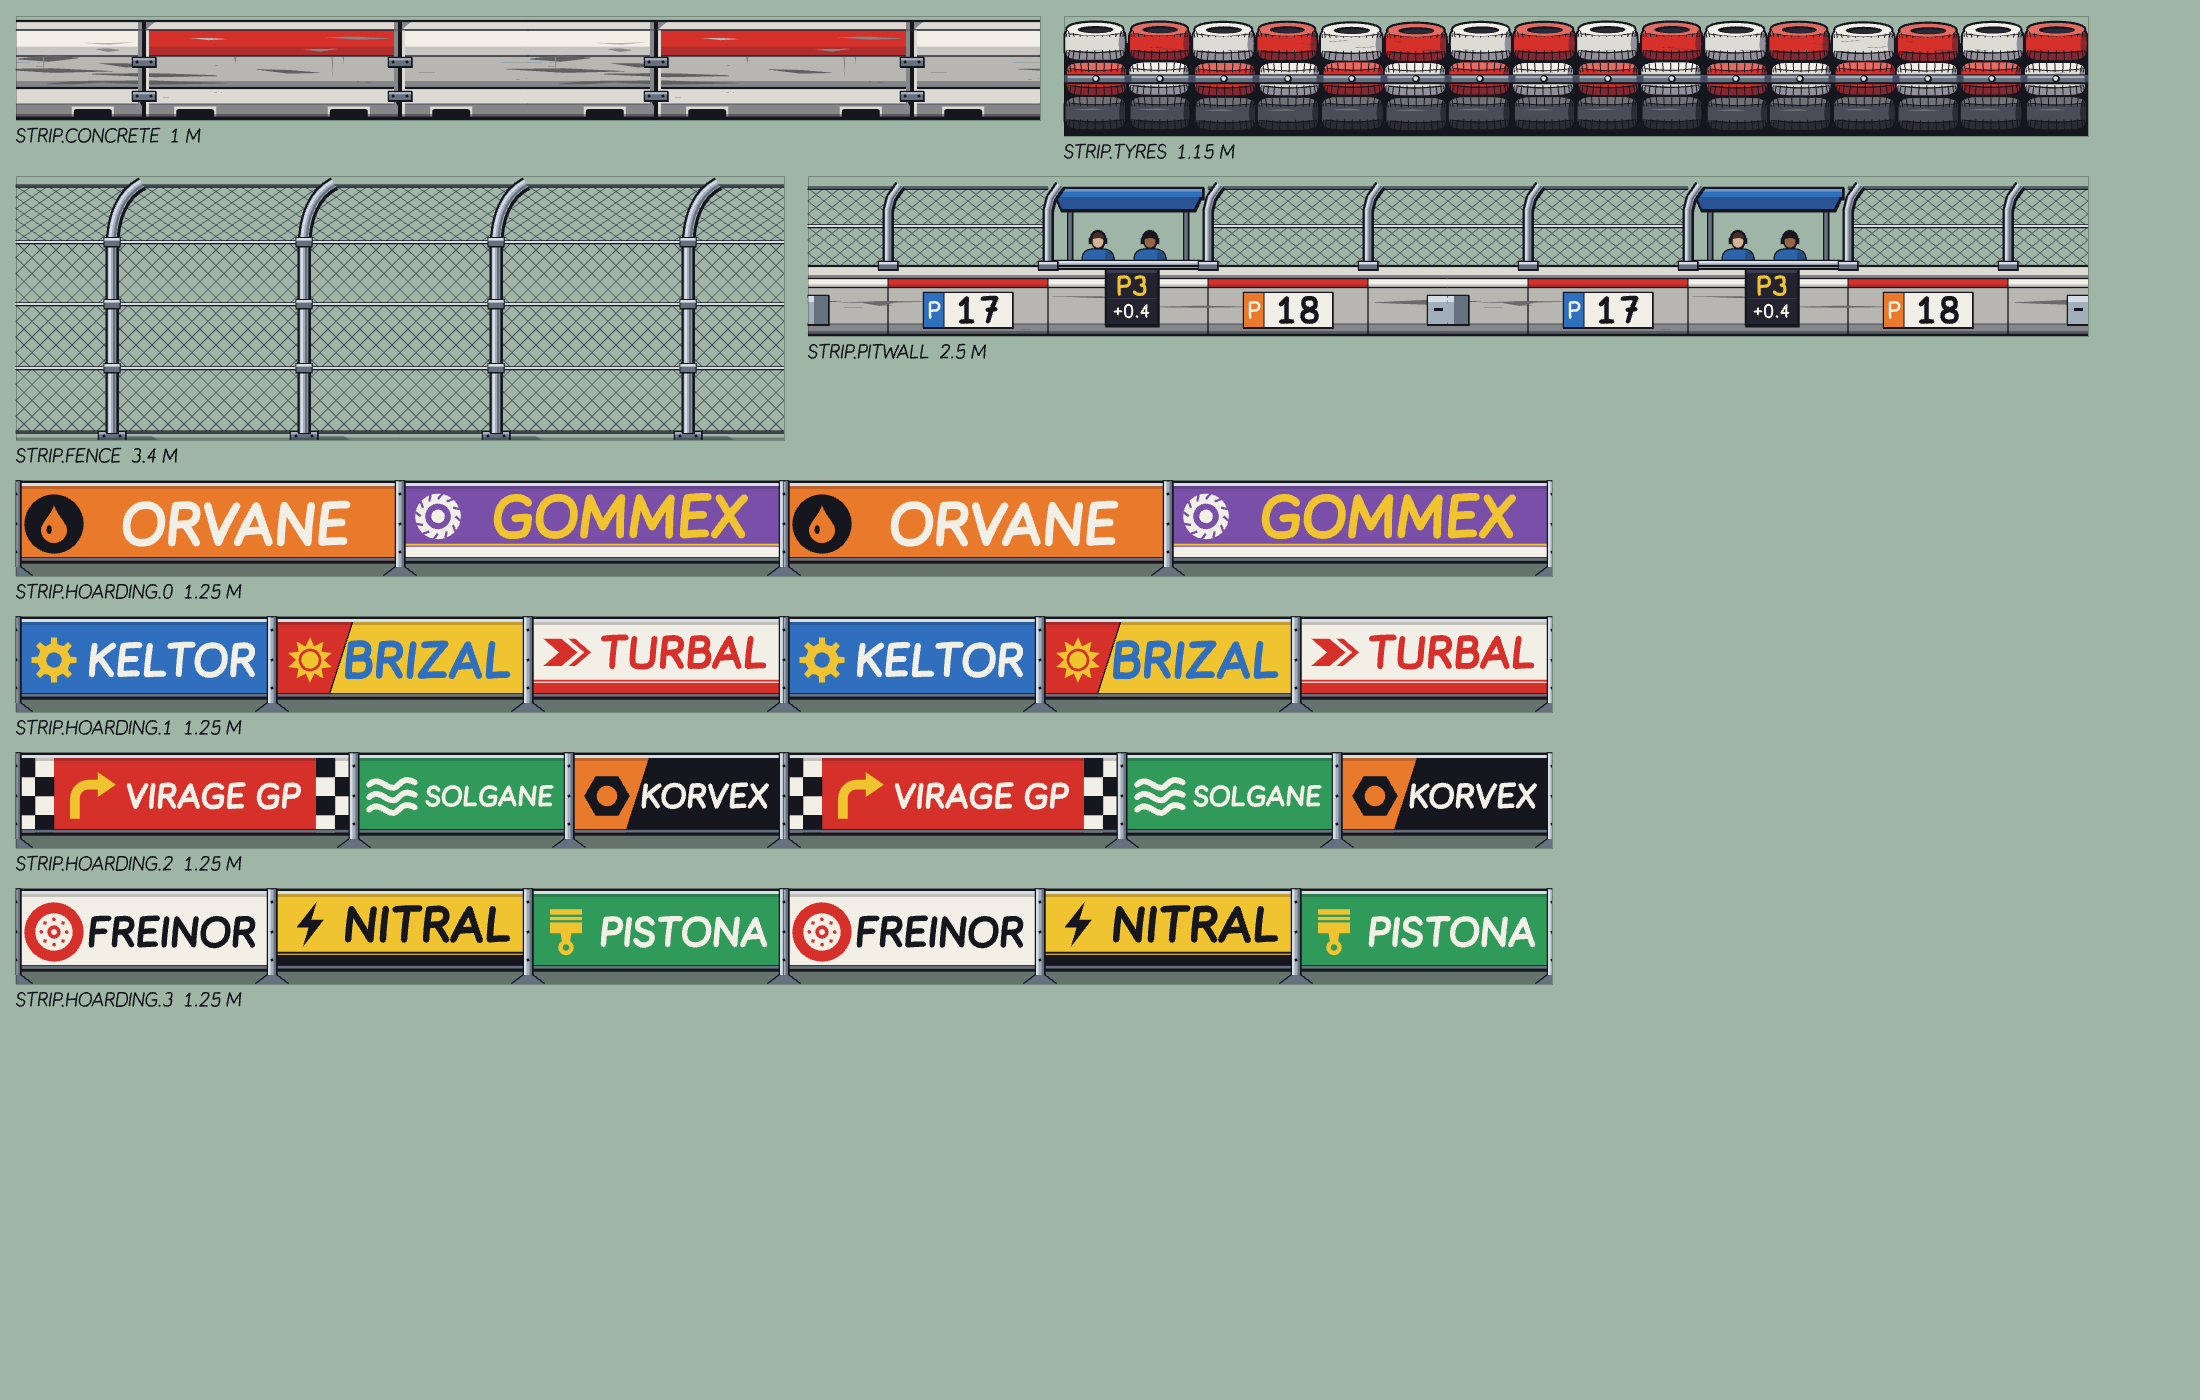 STRIP.CONCRETE 1 M
STRIP.TYRES 1.15 M
P3
+0.4
P3
+0.4
P 17
P 18
P 17
P 18
STRIP.FENCE 3.4 M
STRIP.PITWALL 2.5 M
ORVANE GOMMEX ORVANE GOMMEX
STRIP.HOARDING.0 1.25 M
KELTOR BRIZAL TURBAL KELTOR BRIZAL TURBAL
STRIP.HOARDING.1 1.25 M
VIRAGE GP SOLGANE KORVEX VIRAGE GP SOLGANE KORVEX
STRIP.HOARDING.2 1.25 M
FREINOR NITRAL PISTONA FREINOR NITRAL PISTONA
STRIP.HOARDING.3 1.25 M